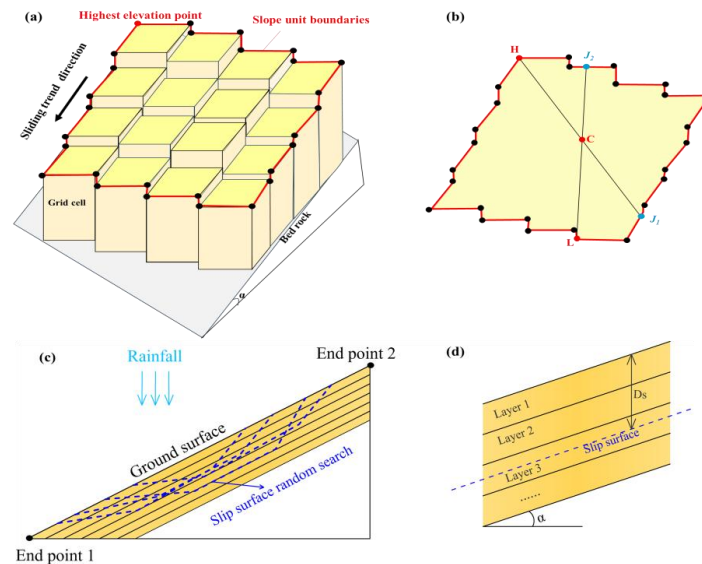 (a)
Highest elevation point
Slope unit boundaries
Sliding trend direction
Grid cell
Bed rock
α
(b)
H
J2
C
J1
L
(c)
Rainfall
End point 2
Ground surface
Slip surface random search
End point 1
(d)
Layer 1
Ds
Layer 2
Slip surface
Layer 3
......
α